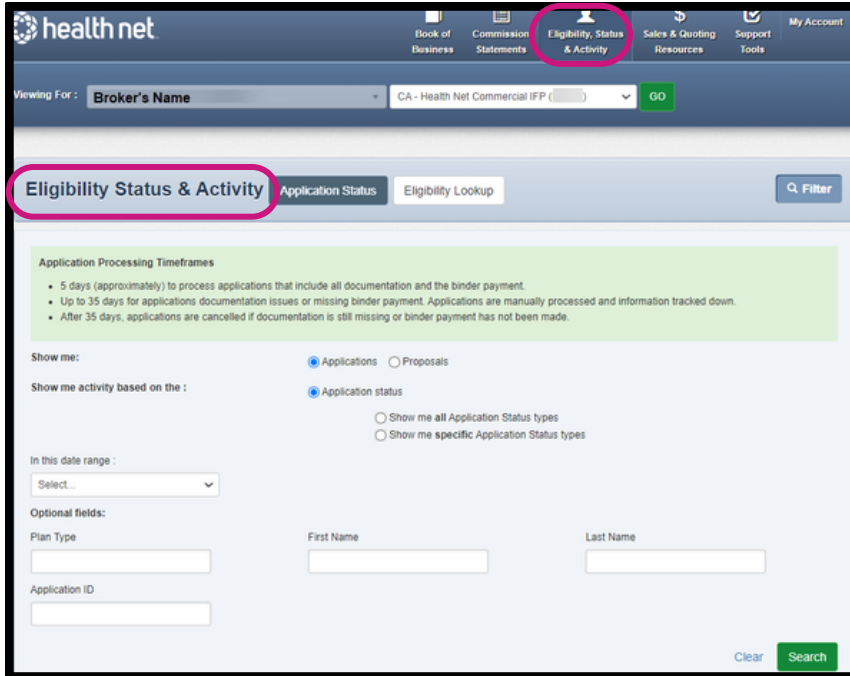 health net
Book of Business
Commission Statements
Eligibility, Status & Activity
Sales & Quoting Resources
Support Tools
My Account
Viewing For :
Broker's Name
CA - Health Net Commercial IFP ( )
GO
Eligibility Status & Activity
Application Status
Eligibility Lookup
Filter
Application Processing Timeframes
• 5 days (approximately) to process applications that include all documentation and the binder payment.
• Up to 35 days for applications documentation issues or missing binder payment. Applications are manually processed and information tracked down.
• After 35 days, applications are cancelled if documentation is still missing or binder payment has not been made.
Show me:
Applications Proposals
Show me activity based on the :
Application status
Show me all Application Status types
Show me specific Application Status types
In this date range :
Select...
Optional fields:
Plan Type First Name Last Name
Application ID
Clear Search